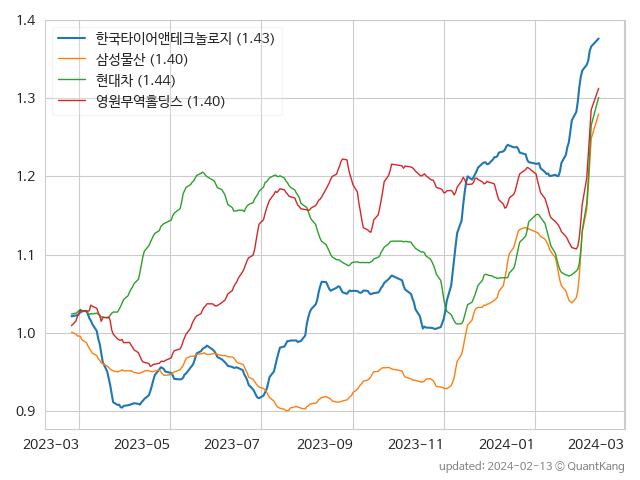 1.4
1.3
1.2
1.1
1.0
0.9
한국타이어앤테크놀로지 (1.43)
삼성물산 (1.40)
현대차 (1.44)
영원무역홀딩스 (1.40)
2023-03 2023-05 2023-07 2023-09 2023-11 2024-01 2024-03
updated: 2024-02-13 © QuantKang